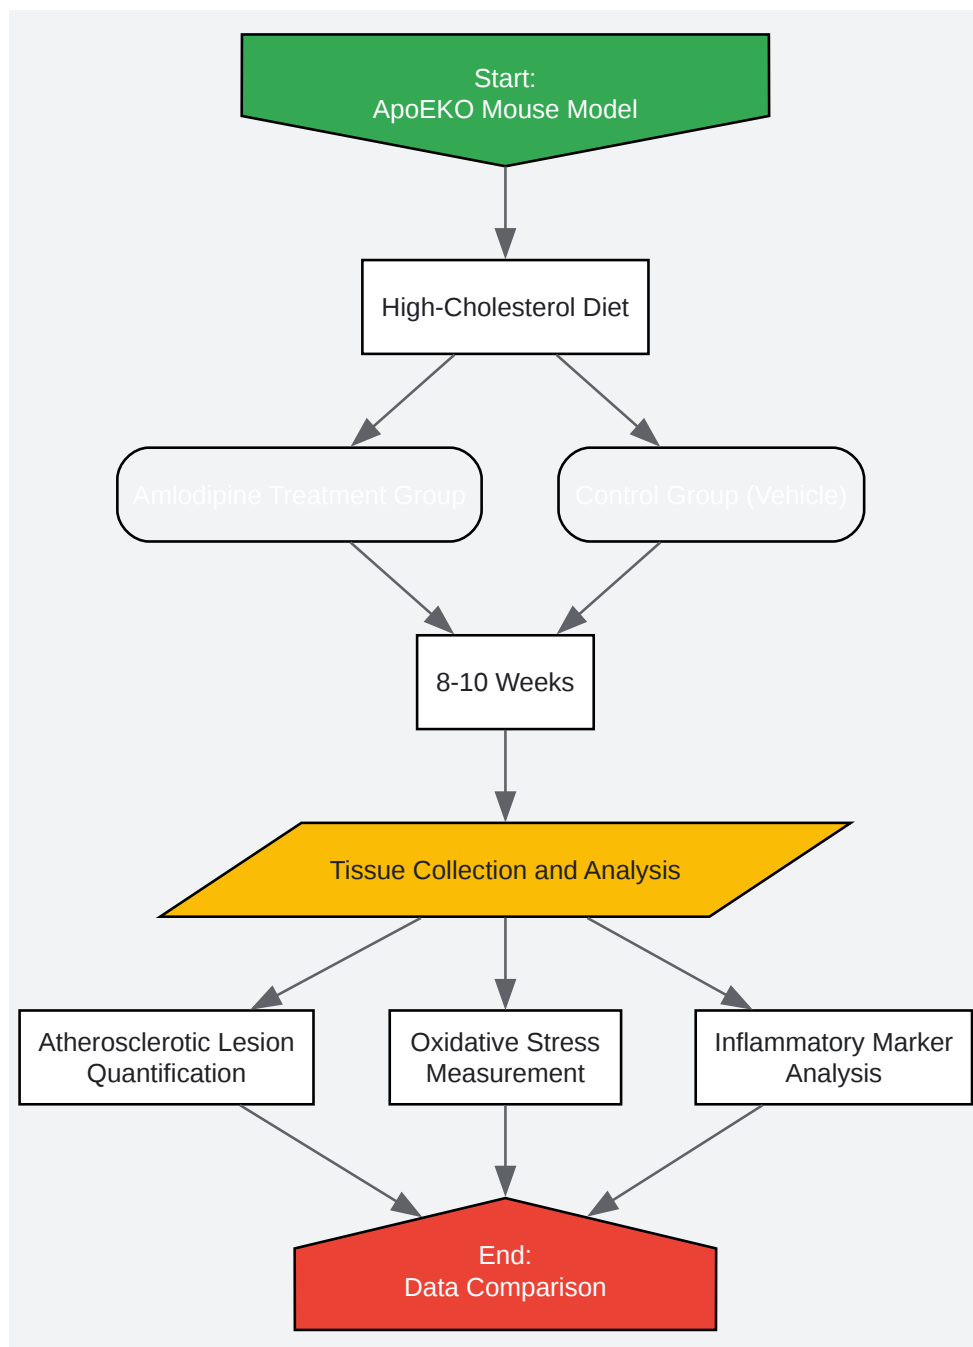 Start:
ApoEKO Mouse Model
High-Cholesterol Diet
Amlodipine Treatment Group
Control Group (Vehicle)
8-10 Weeks
Tissue Collection and Analysis
Atherosclerotic Lesion
Quantification
Oxidative Stress
Measurement
Inflammatory Marker
Analysis
End:
Data Comparison